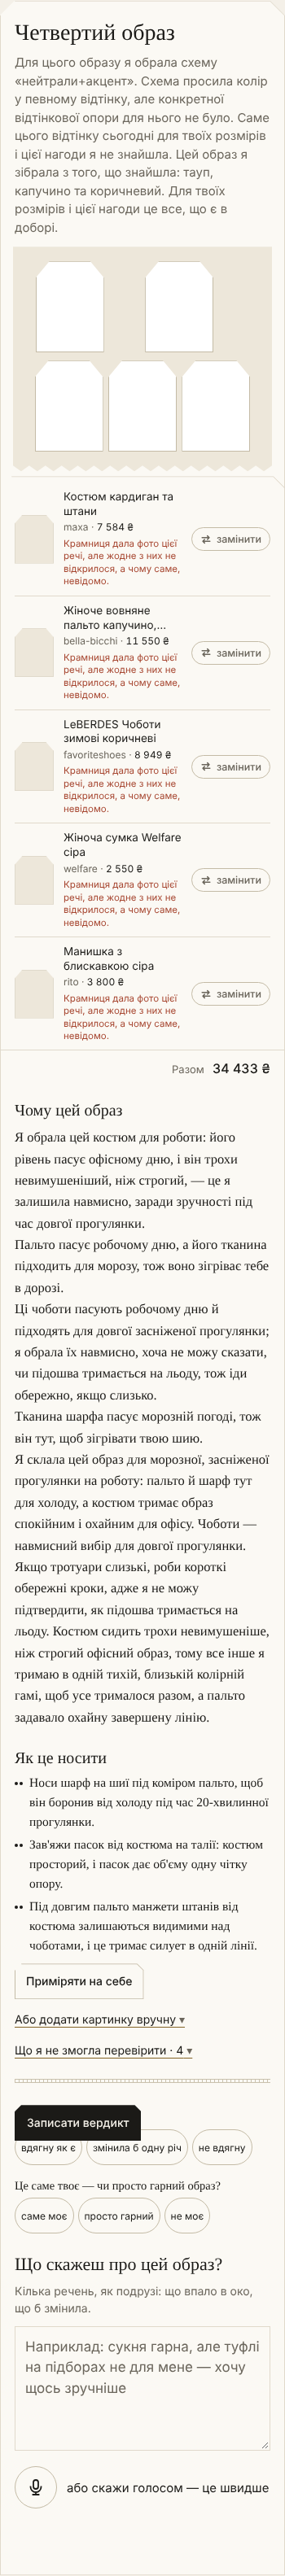 Четвертий образ
Для цього образу я обрала схему
«нейтрали+акцент». Схема просила колір
у певному відтінку, але конкретної
відтінкової опори для нього не було. Саме
цього відтінку сьогодні для твоїх розмірів
і цієї нагоди я не знайшла. Цей образ я
зібрала з того, що знайшла: тауп,
капучино та коричневий. Для твоїх
розмірів і цієї нагоди це все, що є в
доборі.
Костюм кардиган та
штани
maxa · 7 584 ₴
Крамниця дала фото цієї
речі, але жодне з них не
відкрилося, а чому саме,
невідомо.
замінити
Жіноче вовняне
пальто капучино,...
bella-bicchi · 11 550 ₴
Крамниця дала фото цієї
речі, але жодне з них не
відкрилося, а чому саме,
невідомо.
замінити
LeBERDES Чоботи
зимові коричневі
favoriteshoes · 8 949 ₴
Крамниця дала фото цієї
речі, але жодне з них не
відкрилося, а чому саме,
невідомо.
замінити
Жіноча сумка Welfare
сіра
welfare · 2 550 ₴
Крамниця дала фото цієї
речі, але жодне з них не
відкрилося, а чому саме,
невідомо.
замінити
Манишка з
блискавкою сіра
rito · 3 800 ₴
Крамниця дала фото цієї
речі, але жодне з них не
відкрилося, а чому саме,
невідомо.
замінити
Разом 34 433 ₴
Чому цей образ
Я обрала цей костюм для роботи: його
рівень пасує офісному дню, і він трохи
невимушеніший, ніж строгий, — це я
залишила навмисно, заради зручності під
час довгої прогулянки.
Пальто пасує робочому дню, а його тканина
підходить для морозу, тож воно зігріває тебе
в дорозі.
Ці чоботи пасують робочому дню й
підходять для довгої засніженої прогулянки;
я обрала їх навмисно, хоча не можу сказати,
чи підошва тримається на льоду, тож іди
обережно, якщо слизько.
Тканина шарфа пасує морозній погоді, тож
він тут, щоб зігрівати твою шию.
Я склала цей образ для морозної, засніженої
прогулянки на роботу: пальто й шарф тут
для холоду, а костюм тримає образ
спокійним і охайним для офісу. Чоботи —
навмисний вибір для довгої прогулянки.
Якщо тротуари слизькі, роби короткі
обережні кроки, адже я не можу
підтвердити, як підошва тримається на
льоду. Костюм сидить трохи невимушеніше,
ніж строгий офісний образ, тому все інше я
тримаю в одній тихій, близькій колірній
гамі, щоб усе трималося разом, а пальто
задавало охайну завершену лінію.
Як це носити
•• Носи шарф на шиї під коміром пальто, щоб
він боронив від холоду під час 20-хвилинної
прогулянки.
•• Зав'яжи пасок від костюма на талії: костюм
просторий, і пасок дає об'єму одну чітку
опору.
•• Під довгим пальто манжети штанів від
костюма залишаються видимими над
чоботами, і це тримає силует в одній лінії.
Приміряти на себе
Або додати картинку вручну ▾
Що я не змогла перевірити · 4 ▾
Записати вердикт
вдягну як є
змінила б одну річ
не вдягну
Це саме твоє — чи просто гарний образ?
саме моє
просто гарний
не моє
Що скажеш про цей образ?
Кілька речень, як подрузі: що впало в око,
що б змінила.
Наприклад: сукня гарна, але туфлі
на підборах не для мене — хочу
щось зручніше
або скажи голосом — це швидше